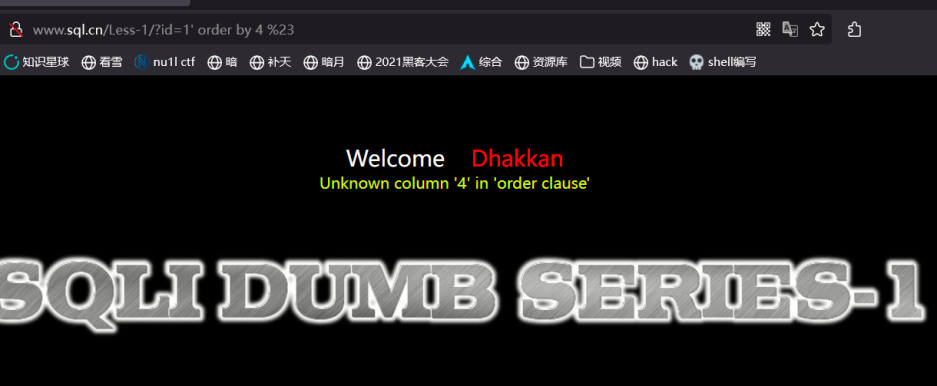 www.sql.cn/Less-1/?id=1' order by 4 %23
知识星球 看雪 nu1l ctf 暗 补天 暗月 2021黑客大会 综合 资源库 视频 hack shell编写
Welcome Dhakkan
Unknown column '4' in 'order clause'
SQLI DUMB SERIES-1